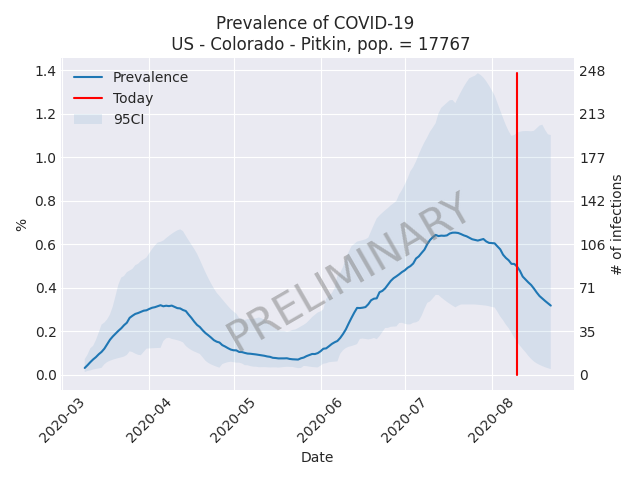 Prevalence of COVID-19
US - Colorado - Pitkin, pop. = 17767
Prevalence
Today
95CI
PRELIMINARY
%
1.4
1.2
1.0
0.8
0.6
0.4
0.2
0.0
248
213
177
142
106
71
35
0
# of infections
2020-03
2020-04
2020-05
2020-06
2020-07
2020-08
Date